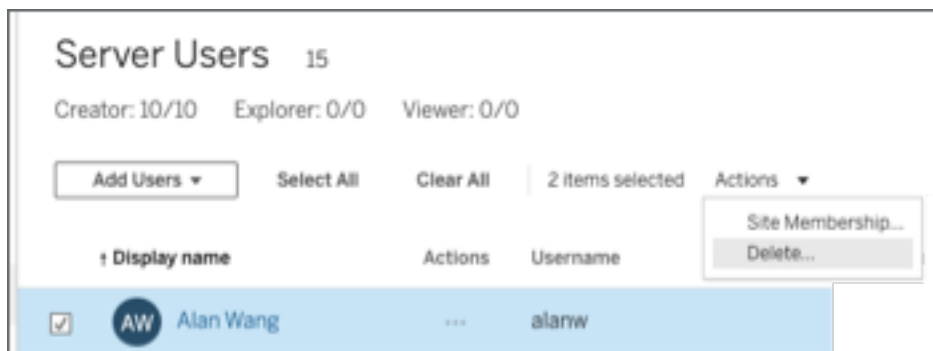 Server Users 15
Creator: 10/10 Explorer: 0/0 Viewer: 0/0
Add Users Select All Clear All 2 items selected Actions
Site Membership...
Delete...
↑ Display name Actions Username
AW Alan Wang ... alanw